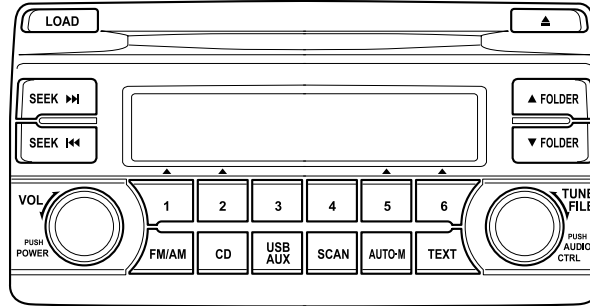 LOAD
SEEK
SEEK
FOLDER
FOLDER
VOL
PUSH
POWER
1
2
3
4
5
6
FM/AM
CD
USB
AUX
SCAN
AUTO-M
TEXT
TUNE
FILE
PUSH
AUDIO
CTRL